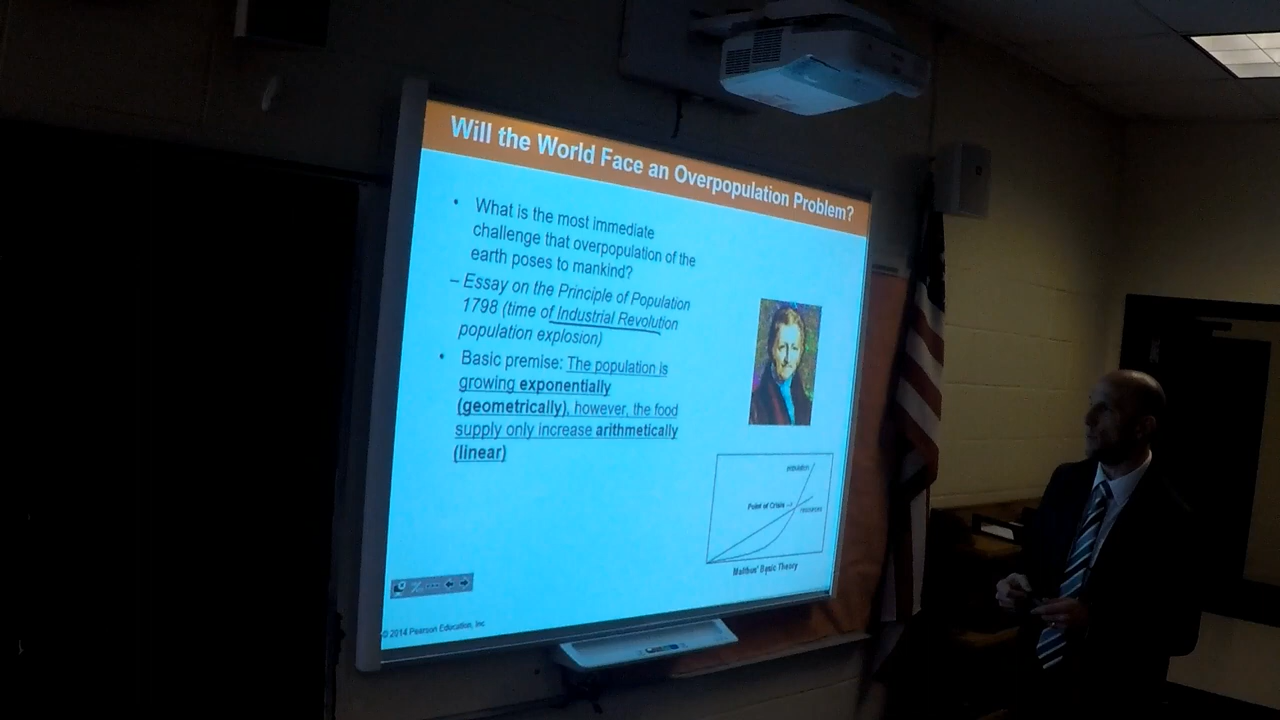 Will the World Face an Overpopulation Problem?
• What is the most immediate
challenge that overpopulation of the
earth poses to mankind?
– Essay on the Principle of Population
1798 (time of Industrial Revolution
population explosion)
• Basic premise: The population is
growing exponentially
(geometrically), however, the food
supply only increase arithmetically
(linear)
Point of Crisis
Malthus' Basic Theory
© 2014 Pearson Education, Inc.